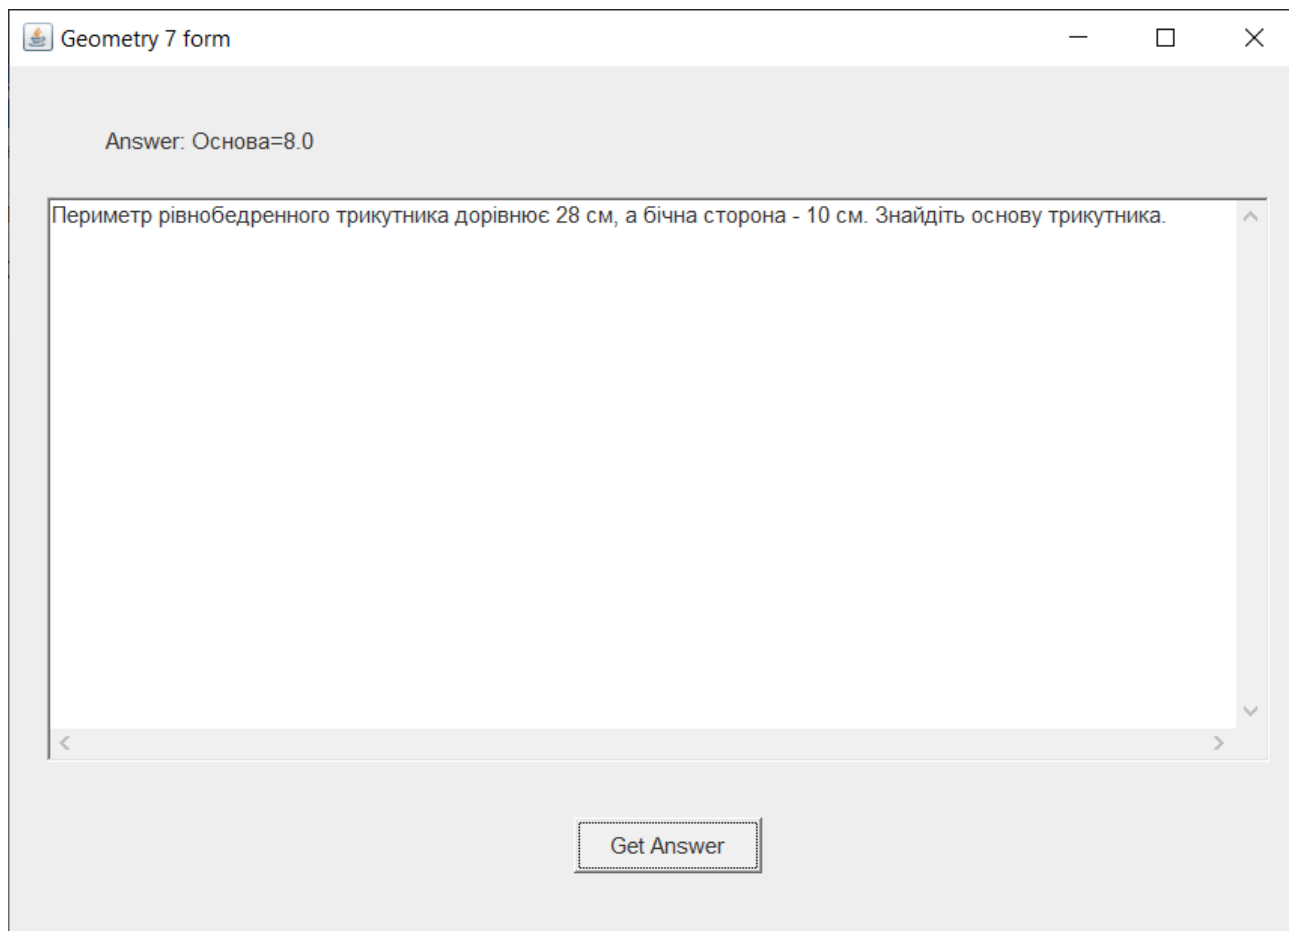 Geometry 7 form
Answer: Основа=8.0
Периметр рівнобедренного трикутника дорівнює 28 см, а бічна сторона - 10 см. Знайдіть основу трикутника.
Get Answer